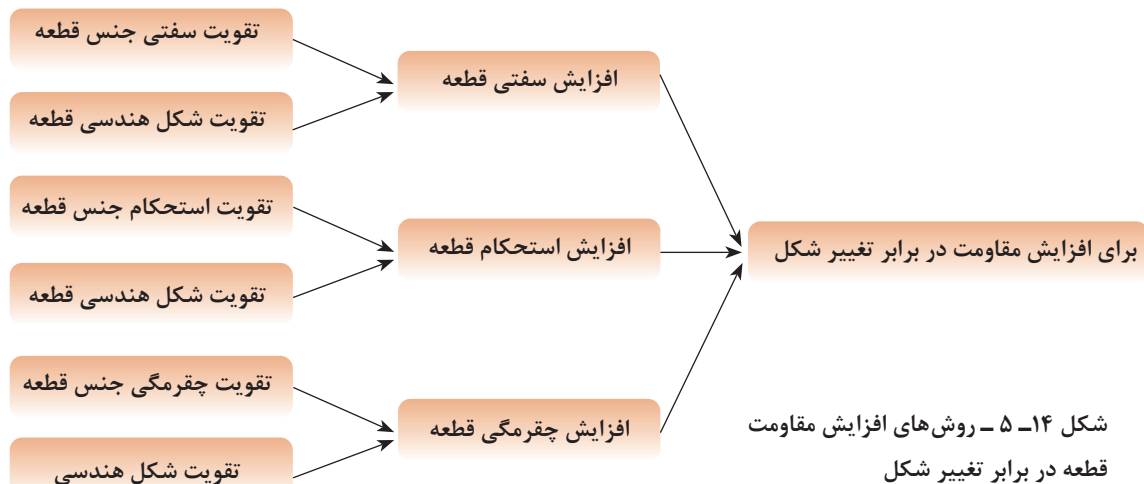 تقویت سفتی جنس قطعه
تقویت شکل هندسی قطعه
افزایش سفتی قطعه
تقویت استحکام جنس قطعه
تقویت شکل هندسی قطعه
افزایش استحکام قطعه
برای افزایش مقاومت در برابر تغییر شکل
تقویت چقرمگی جنس قطعه
تقویت شکل هندسی
افزایش چقرمگی قطعه
شکل ۱۴ــ ۵ ــ روش‌های افزایش مقاومت
قطعه در برابر تغییر شکل